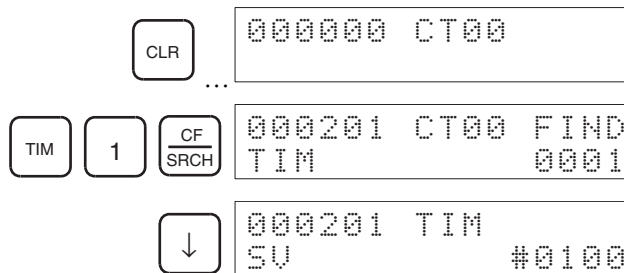 CLR
...
000000 CT00
TIM
1
CF
SRCH
000201 CT00 FIND
TIM 0001
↓
000201 TIM
SV #0100